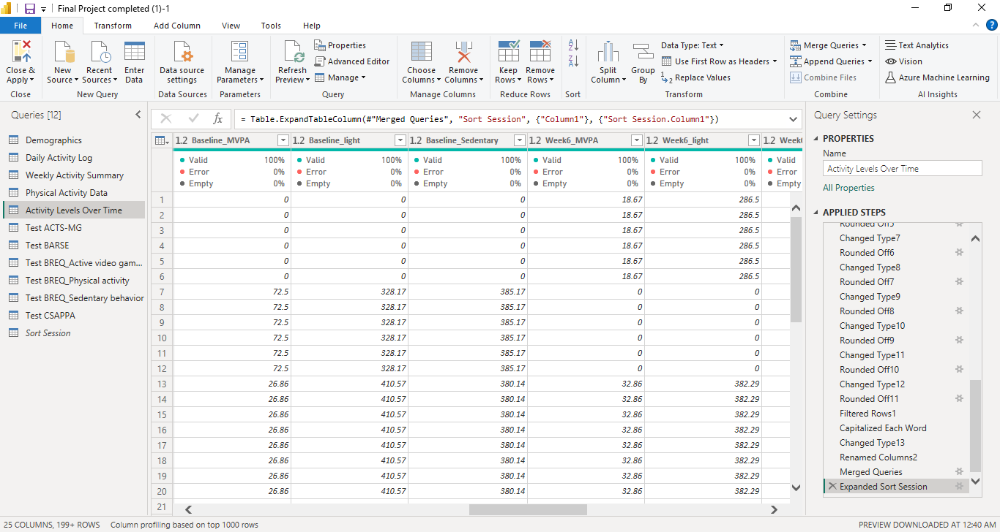 Final Project completed (1)-1
File Home Transform Add Column View Tools Help
Close & Apply
Close
New Source
Recent Sources
Enter Data
New Query
Data source settings
Data Sources
Manage Parameters
Parameters
Refresh Preview
Properties
Advanced Editor
Manage
Query
Choose Columns
Remove Columns
Manage Columns
Keep Rows
Remove Rows
Reduce Rows
Sort
Split Column
Group By
Data Type: Text
Use First Row as Headers
Replace Values
Transform
Merge Queries
Append Queries
Combine Files
Combine
Text Analytics
Vision
Azure Machine Learning
AI Insights
Queries [12]
Demographics
Daily Activity Log
Weekly Activity Summary
Physical Activity Data
Activity Levels Over Time
Test ACTS-MG
Test BARSE
Test BREQ_Active video gam...
Test BREQ_Physical activity
Test BREQ_Sedentary behavior
Test CSAPPA
Sort Session
= Table.ExpandTableColumn(#"Merged Queries", "Sort Session", {"Column1"}, {"Sort Session.Column1"})
1.2 Baseline_MVPA 1.2 Baseline_light 1.2 Baseline_Sedentary 1.2 Week6_MVPA 1.2 Week6_light 1.2
Valid 100% Valid 100% Valid 100% Valid 100% Valid 100% Valid
Error 0% Error 0% Error 0% Error 0% Error 0% Error
Empty 0% Empty 0% Empty 0% Empty 0% Empty 0% Empty
1 0 0 0 18.67 286.5
2 0 0 0 18.67 286.5
3 0 0 0 18.67 286.5
4 0 0 0 18.67 286.5
5 0 0 0 18.67 286.5
6 0 0 0 18.67 286.5
7 72.5 328.17 385.17 0 0
8 72.5 328.17 385.17 0 0
9 72.5 328.17 385.17 0 0
10 72.5 328.17 385.17 0 0
11 72.5 328.17 385.17 0 0
12 72.5 328.17 385.17 0 0
13 26.86 410.57 380.14 32.86 382.29
14 26.86 410.57 380.14 32.86 382.29
15 26.86 410.57 380.14 32.86 382.29
16 26.86 410.57 380.14 32.86 382.29
17 26.86 410.57 380.14 32.86 382.29
18 26.86 410.57 380.14 32.86 382.29
19 26.86 410.57 380.14 32.86 382.29
20 26.86 410.57 380.14 32.86 382.29
21
Query Settings
PROPERTIES
Name
Activity Levels Over Time
All Properties
APPLIED STEPS
Rounded Off5
Changed Type7
Rounded Off6
Changed Type8
Rounded Off7
Changed Type9
Rounded Off8
Changed Type10
Rounded Off9
Changed Type11
Rounded Off10
Changed Type12
Rounded Off11
Filtered Rows1
Capitalized Each Word
Changed Type13
Renamed Columns2
Merged Queries
Expanded Sort Session
25 COLUMNS, 199+ ROWS Column profiling based on top 1000 rows
PREVIEW DOWNLOADED AT 12:40 AM